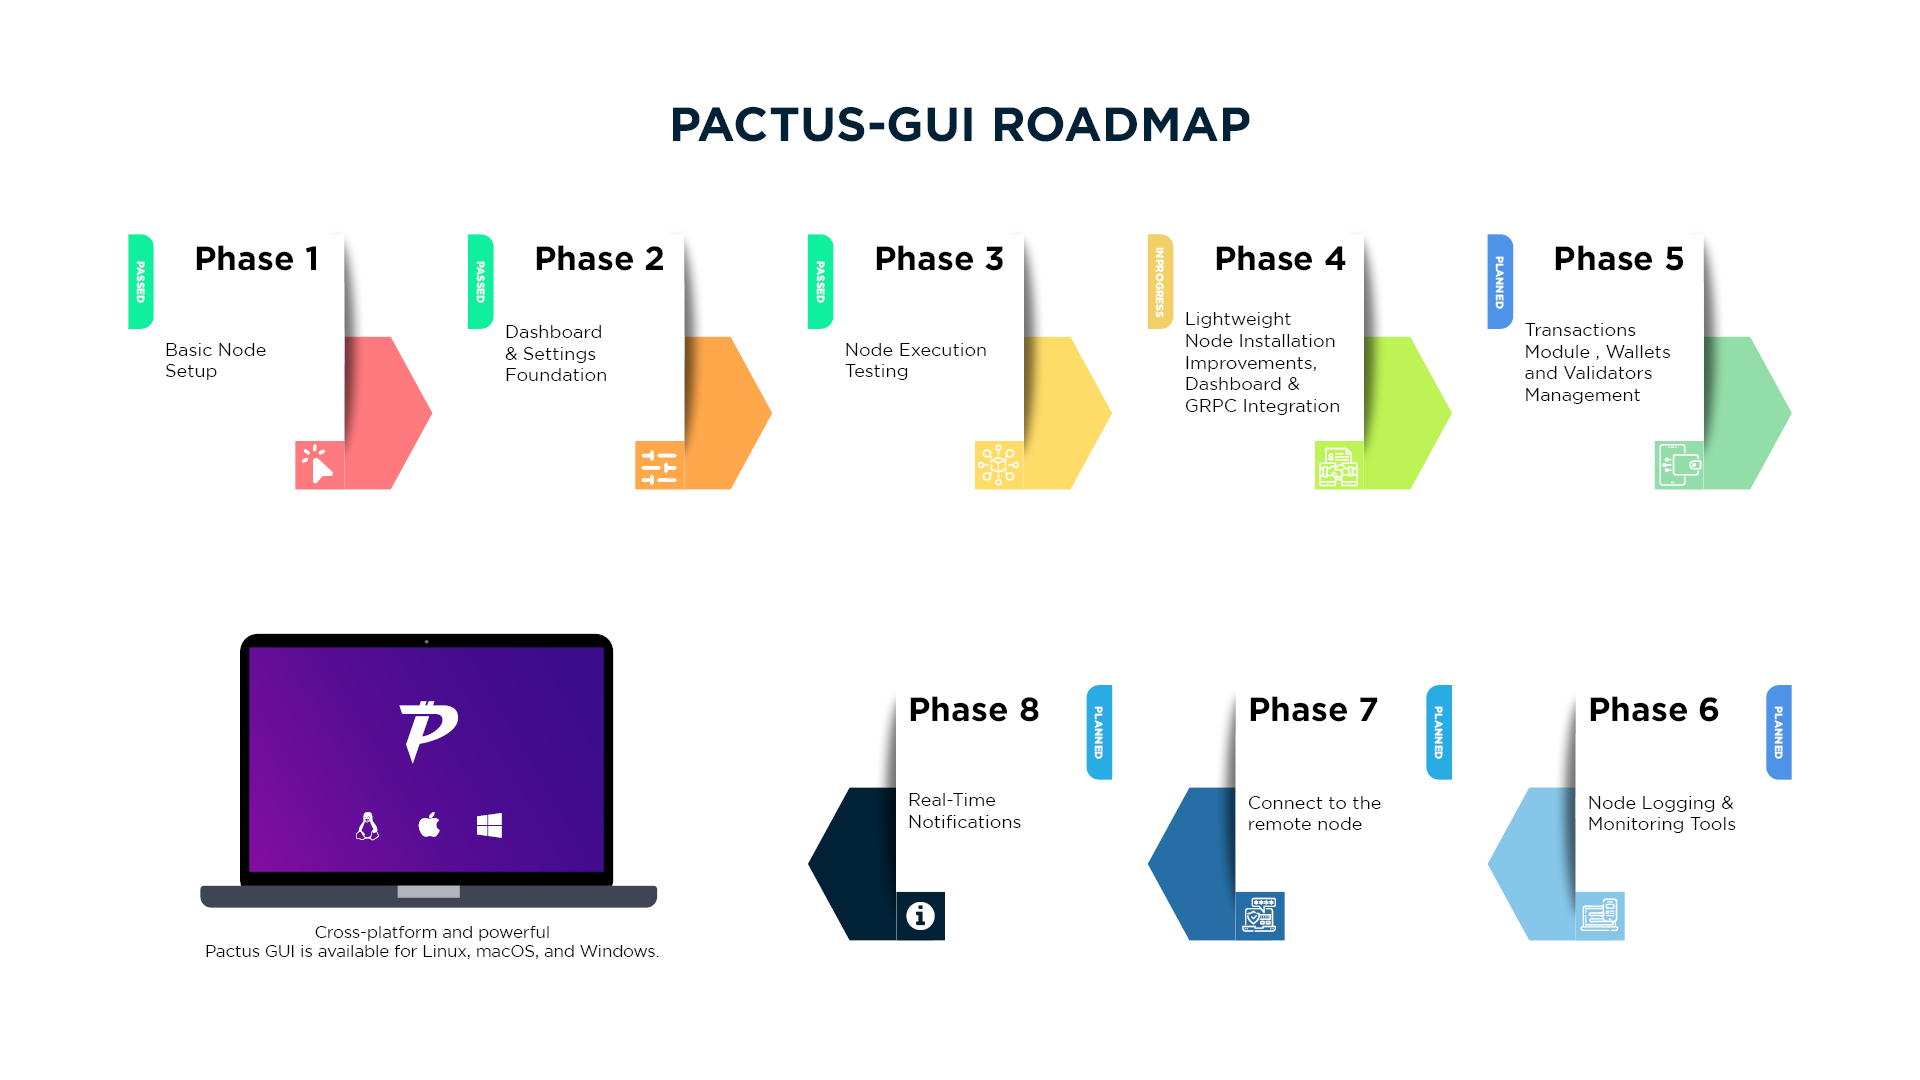 PACTUS-GUI ROADMAP
PASSED
Phase 1
Basic Node
Setup
PASSED
Phase 2
Dashboard
& Settings
Foundation
PASSED
Phase 3
Node Execution
Testing
INPROGRESS
Phase 4
Lightweight
Node Installation
Improvements,
Dashboard &
GRPC Integration
PLANNED
Phase 5
Transactions
Module , Wallets
and Validators
Management
Phase 6
PLANNED
Node Logging &
Monitoring Tools
Phase 7
PLANNED
Connect to the
remote node
Phase 8
PLANNED
Real-Time
Notifications
Cross-platform and powerful
Pactus GUI is available for Linux, macOS, and Windows.